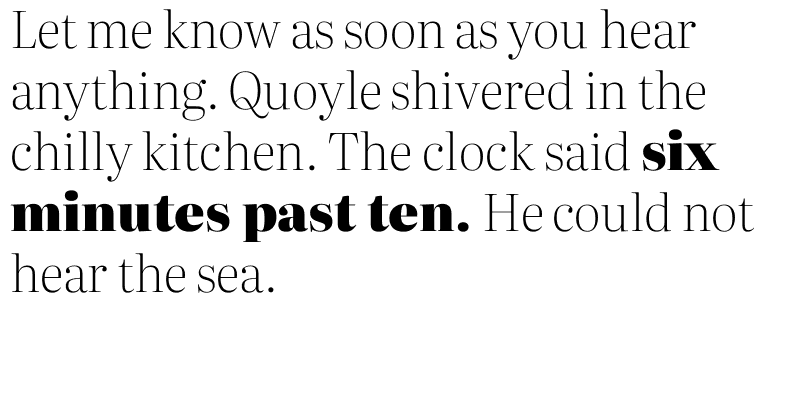 Let me know as soon as you hear
anything. Quoyle shivered in the
chilly kitchen. The clock said six
minutes past ten. He could not
hear the sea.